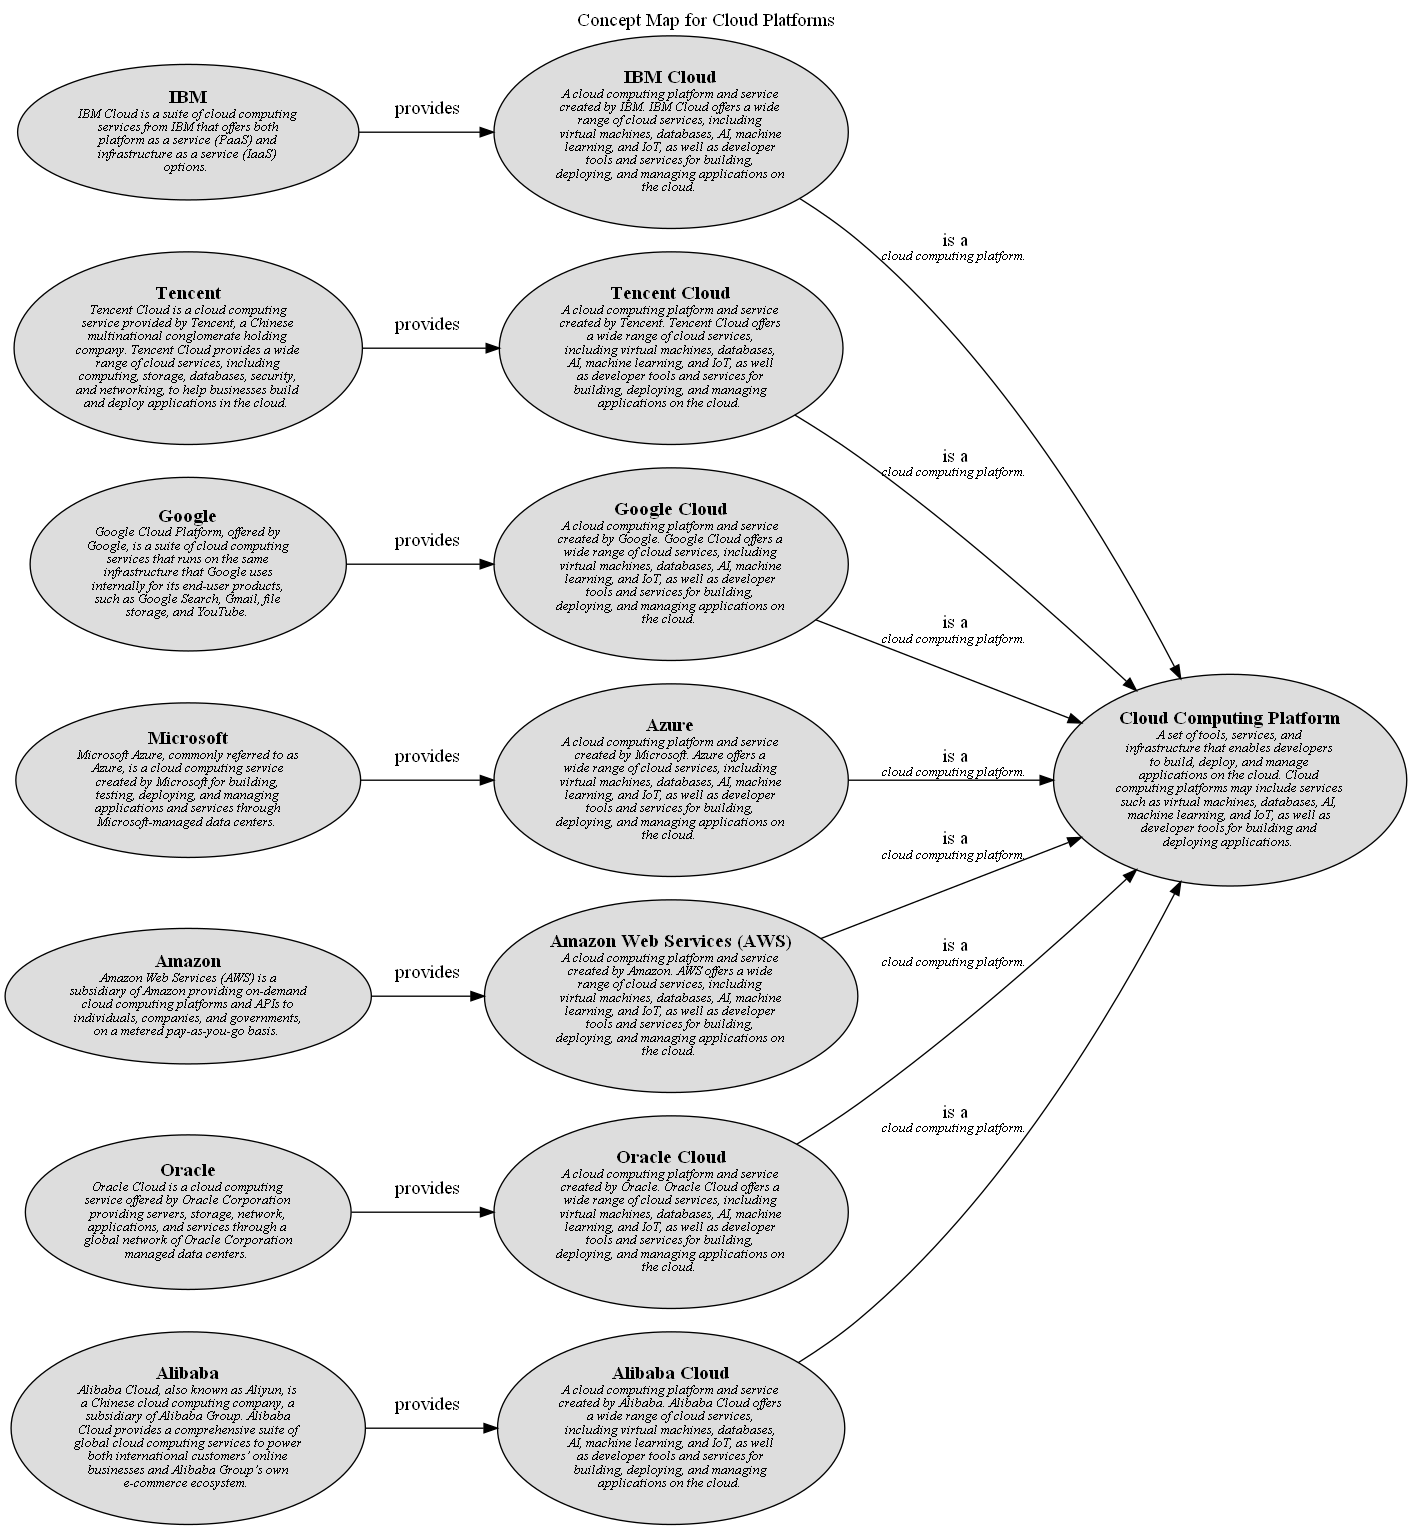 Concept Map for Cloud Platforms
IBM
IBM Cloud is a suite of cloud computing
services from IBM that offers both
platform as a service (PaaS) and
infrastructure as a service (IaaS)
options.
provides
IBM Cloud
A cloud computing platform and service
created by IBM. IBM Cloud offers a wide
range of cloud services, including
virtual machines, databases, AI, machine
learning, and IoT, as well as developer
tools and services for building,
deploying, and managing applications on
the cloud.
is a
cloud computing platform.
Tencent
Tencent Cloud is a cloud computing
service provided by Tencent, a Chinese
multinational conglomerate holding
company. Tencent Cloud provides a wide
range of cloud services, including
computing, storage, databases, security,
and networking, to help businesses build
and deploy applications in the cloud.
provides
Tencent Cloud
A cloud computing platform and service
created by Tencent. Tencent Cloud offers
a wide range of cloud services,
including virtual machines, databases,
AI, machine learning, and IoT, as well
as developer tools and services for
building, deploying, and managing
applications on the cloud.
is a
cloud computing platform.
Google
Google Cloud Platform, offered by
Google, is a suite of cloud computing
services that runs on the same
infrastructure that Google uses
internally for its end-user products,
such as Google Search, Gmail, file
storage, and YouTube.
provides
Google Cloud
A cloud computing platform and service
created by Google. Google Cloud offers a
wide range of cloud services, including
virtual machines, databases, AI, machine
learning, and IoT, as well as developer
tools and services for building,
deploying, and managing applications on
the cloud.
is a
cloud computing platform.
Microsoft
Microsoft Azure, commonly referred to as
Azure, is a cloud computing service
created by Microsoft for building,
testing, deploying, and managing
applications and services through
Microsoft-managed data centers.
provides
Azure
A cloud computing platform and service
created by Microsoft. Azure offers a
wide range of cloud services, including
virtual machines, databases, AI, machine
learning, and IoT, as well as developer
tools and services for building,
deploying, and managing applications on
the cloud.
is a
cloud computing platform.
Cloud Computing Platform
A set of tools, services, and
infrastructure that enables developers
to build, deploy, and manage
applications on the cloud. Cloud
computing platforms may include services
such as virtual machines, databases, AI,
machine learning, and IoT, as well as
developer tools for building and
deploying applications.
Amazon
Amazon Web Services (AWS) is a
subsidiary of Amazon providing on-demand
cloud computing platforms and APIs to
individuals, companies, and governments,
on a metered pay-as-you-go basis.
provides
Amazon Web Services (AWS)
A cloud computing platform and service
created by Amazon. AWS offers a wide
range of cloud services, including
virtual machines, databases, AI, machine
learning, and IoT, as well as developer
tools and services for building,
deploying, and managing applications on
the cloud.
is a
cloud computing platform.
Oracle
Oracle Cloud is a cloud computing
service offered by Oracle Corporation
providing servers, storage, network,
applications, and services through a
global network of Oracle Corporation
managed data centers.
provides
Oracle Cloud
A cloud computing platform and service
created by Oracle. Oracle Cloud offers a
wide range of cloud services, including
virtual machines, databases, AI, machine
learning, and IoT, as well as developer
tools and services for building,
deploying, and managing applications on
the cloud.
is a
cloud computing platform.
Alibaba
Alibaba Cloud, also known as Aliyun, is
a Chinese cloud computing company, a
subsidiary of Alibaba Group. Alibaba
Cloud provides a comprehensive suite of
global cloud computing services to power
both international customers' online
businesses and Alibaba Group's own
e-commerce ecosystem.
provides
Alibaba Cloud
A cloud computing platform and service
created by Alibaba. Alibaba Cloud offers
a wide range of cloud services,
including virtual machines, databases,
AI, machine learning, and IoT, as well
as developer tools and services for
building, deploying, and managing
applications on the cloud.
is a
cloud computing platform.